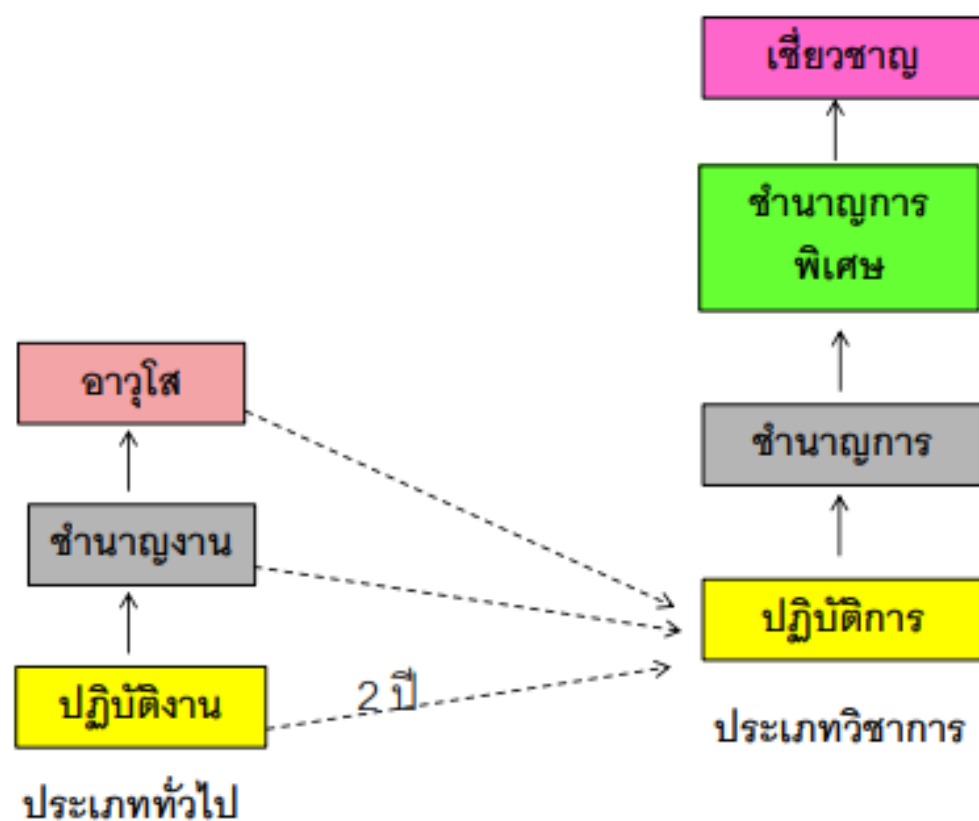 เชี่ยวชาญ
ชำนาญการ
พิเศษ
อาวุโส
ชำนาญการ
ชำนาญงาน
ปฏิบัติการ
ปฏิบัติงาน
2 ปี
ประเภทวิชาการ
ประเภททั่วไป